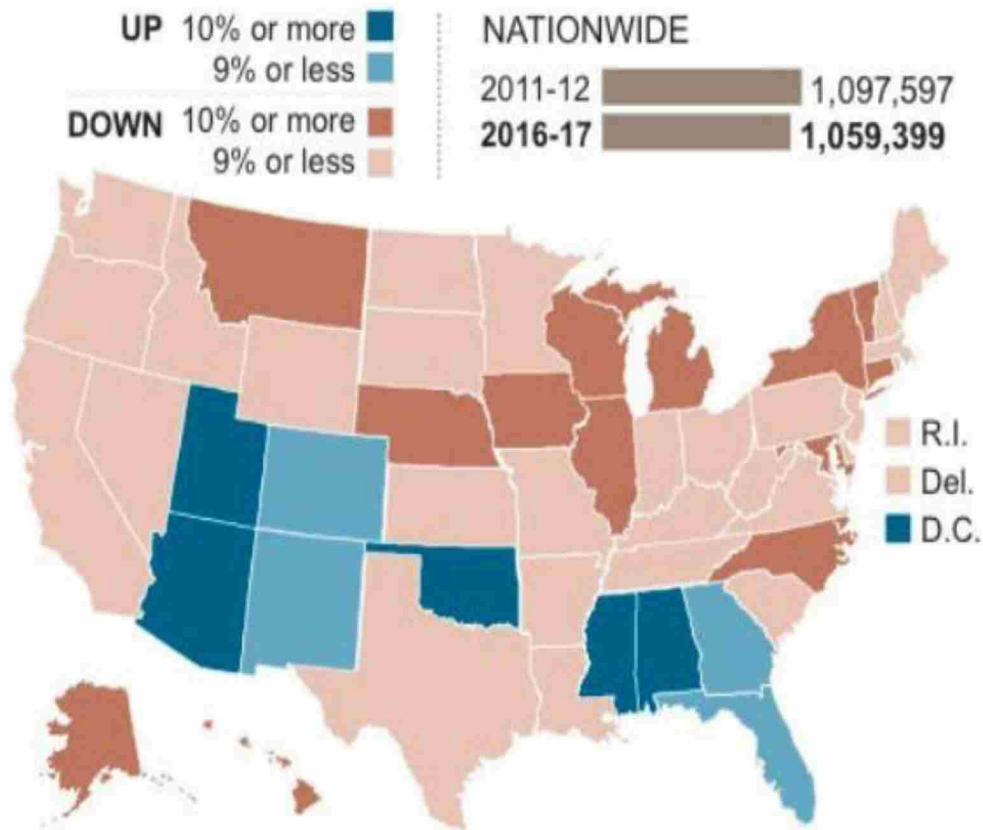 UP 10% or more
9% or less
DOWN 10% or more
9% or less
NATIONWIDE
2011-12 1,097,597
2016-17 1,059,399
R.I.
Del.
D.C.